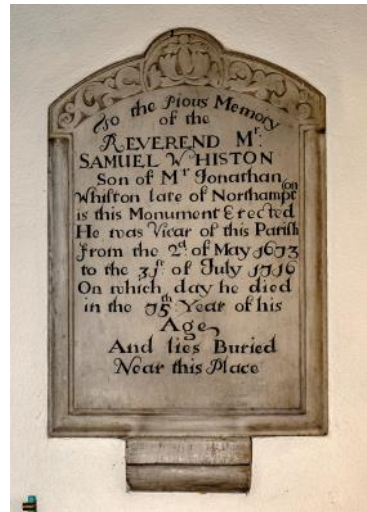 To the Pious Memory
of the
REVEREND Mr.
SAMUEL WHISTON
Son of Mr Jonathan
Whiston late of Northampton
is this Monument Erected
He was Vicar of this Parish
from the 2d. of May 1673
to the 31st of July 1716
On which day he died
in the 75th Year of his
Age
And lies Buried
Near this Place